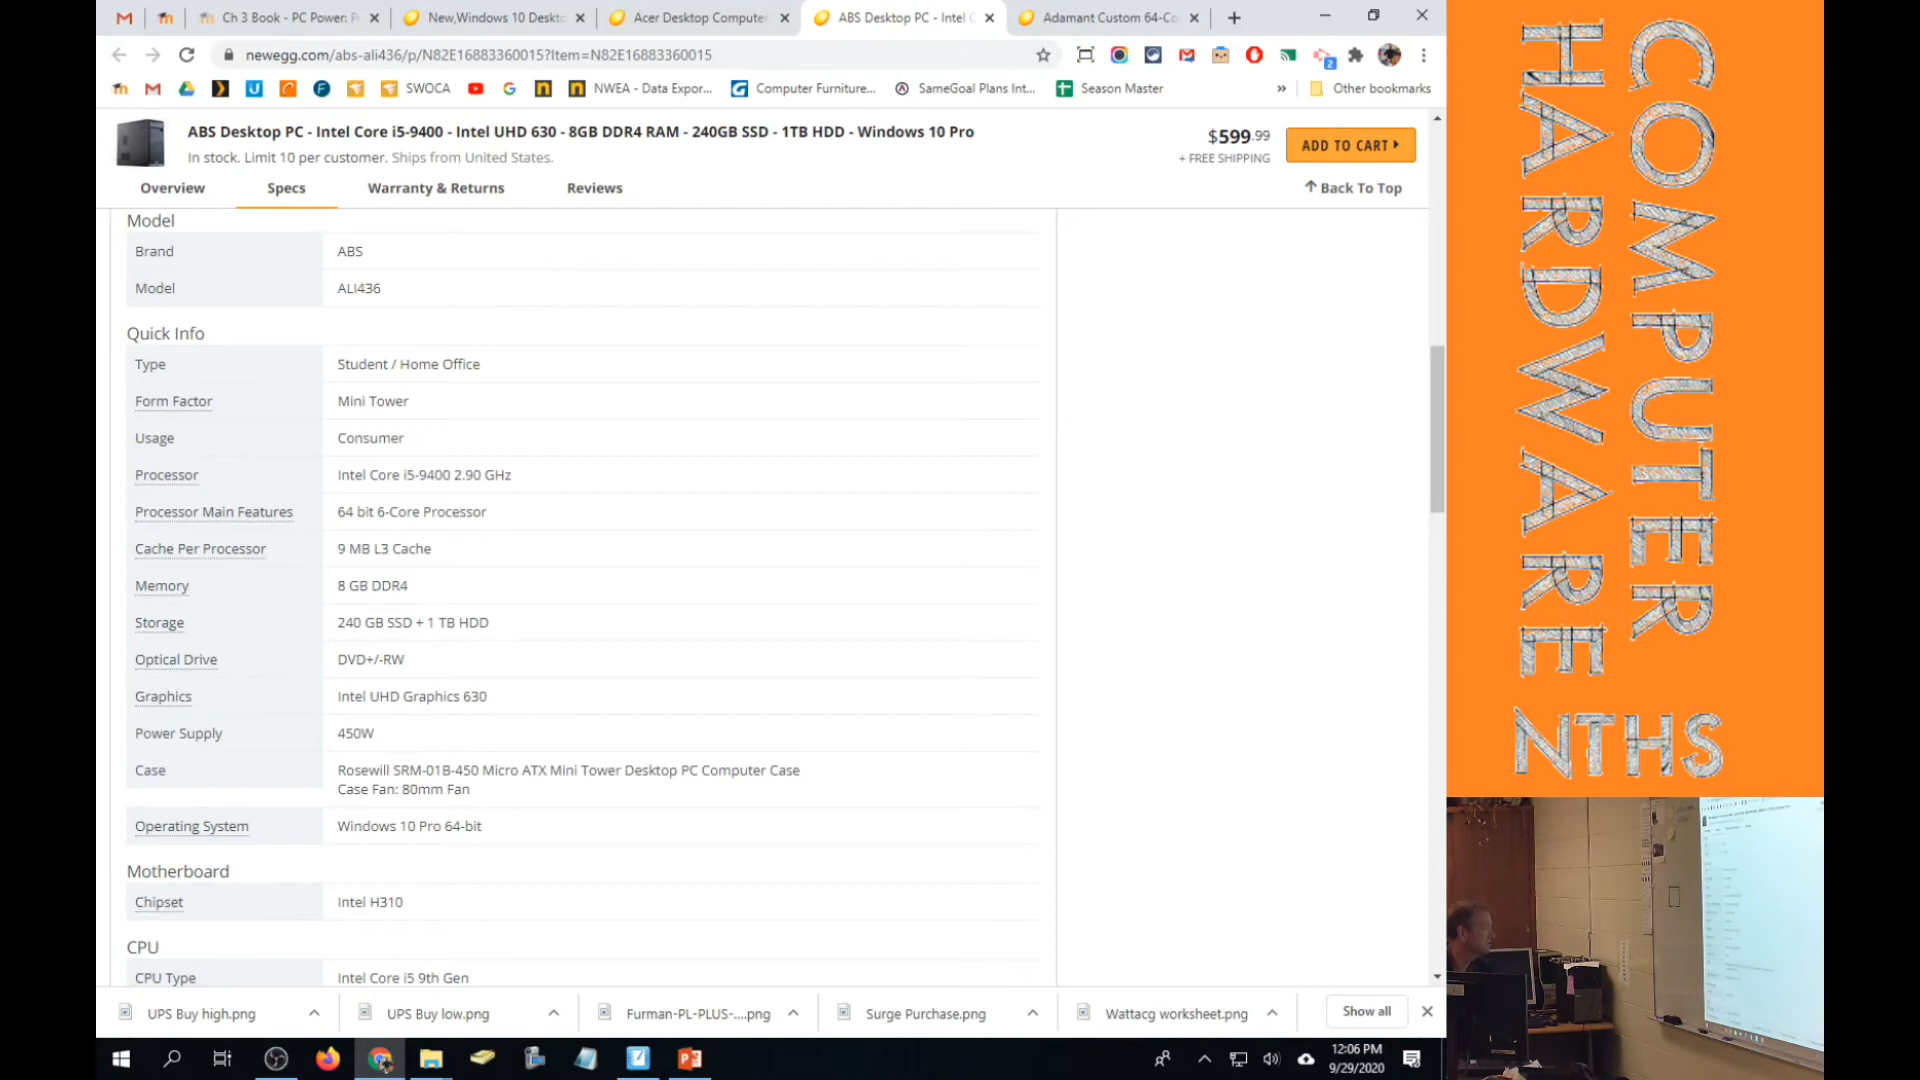 Ch 3 Book - PC Power: P
New,Windows 10 Deskto
Acer Desktop Computer
ABS Desktop PC - Intel C
Adamant Custom 64-Co
newegg.com/abs-ali436/p/N82E16883360015?Item=N82E16883360015
2
SWOCA
NWEA - Data Expor...
Computer Furniture...
SameGoal Plans Int...
Season Master
»
Other bookmarks
ABS Desktop PC - Intel Core i5-9400 - Intel UHD 630 - 8GB DDR4 RAM - 240GB SSD - 1TB HDD - Windows 10 Pro
In stock. Limit 10 per customer. Ships from United States.
$599.99
+ FREE SHIPPING
ADD TO CART
Overview
Specs
Warranty & Returns
Reviews
Back To Top
Model
Brand ABS
Model ALI436
Quick Info
Type Student / Home Office
Form Factor Mini Tower
Usage Consumer
Processor Intel Core i5-9400 2.90 GHz
Processor Main Features 64 bit 6-Core Processor
Cache Per Processor 9 MB L3 Cache
Memory 8 GB DDR4
Storage 240 GB SSD + 1 TB HDD
Optical Drive DVD+/-RW
Graphics Intel UHD Graphics 630
Power Supply 450W
Case Rosewill SRM-01B-450 Micro ATX Mini Tower Desktop PC Computer Case
Case Fan: 80mm Fan
Operating System Windows 10 Pro 64-bit
Motherboard
Chipset Intel H310
CPU
CPU Type Intel Core i5 9th Gen
UPS Buy high.png
UPS Buy low.png
Furman-PL-PLUS-....png
Surge Purchase.png
Wattacg worksheet.png
Show all
12:06 PM
9/29/2020
COMPUTER
HARDWARE
NTHS